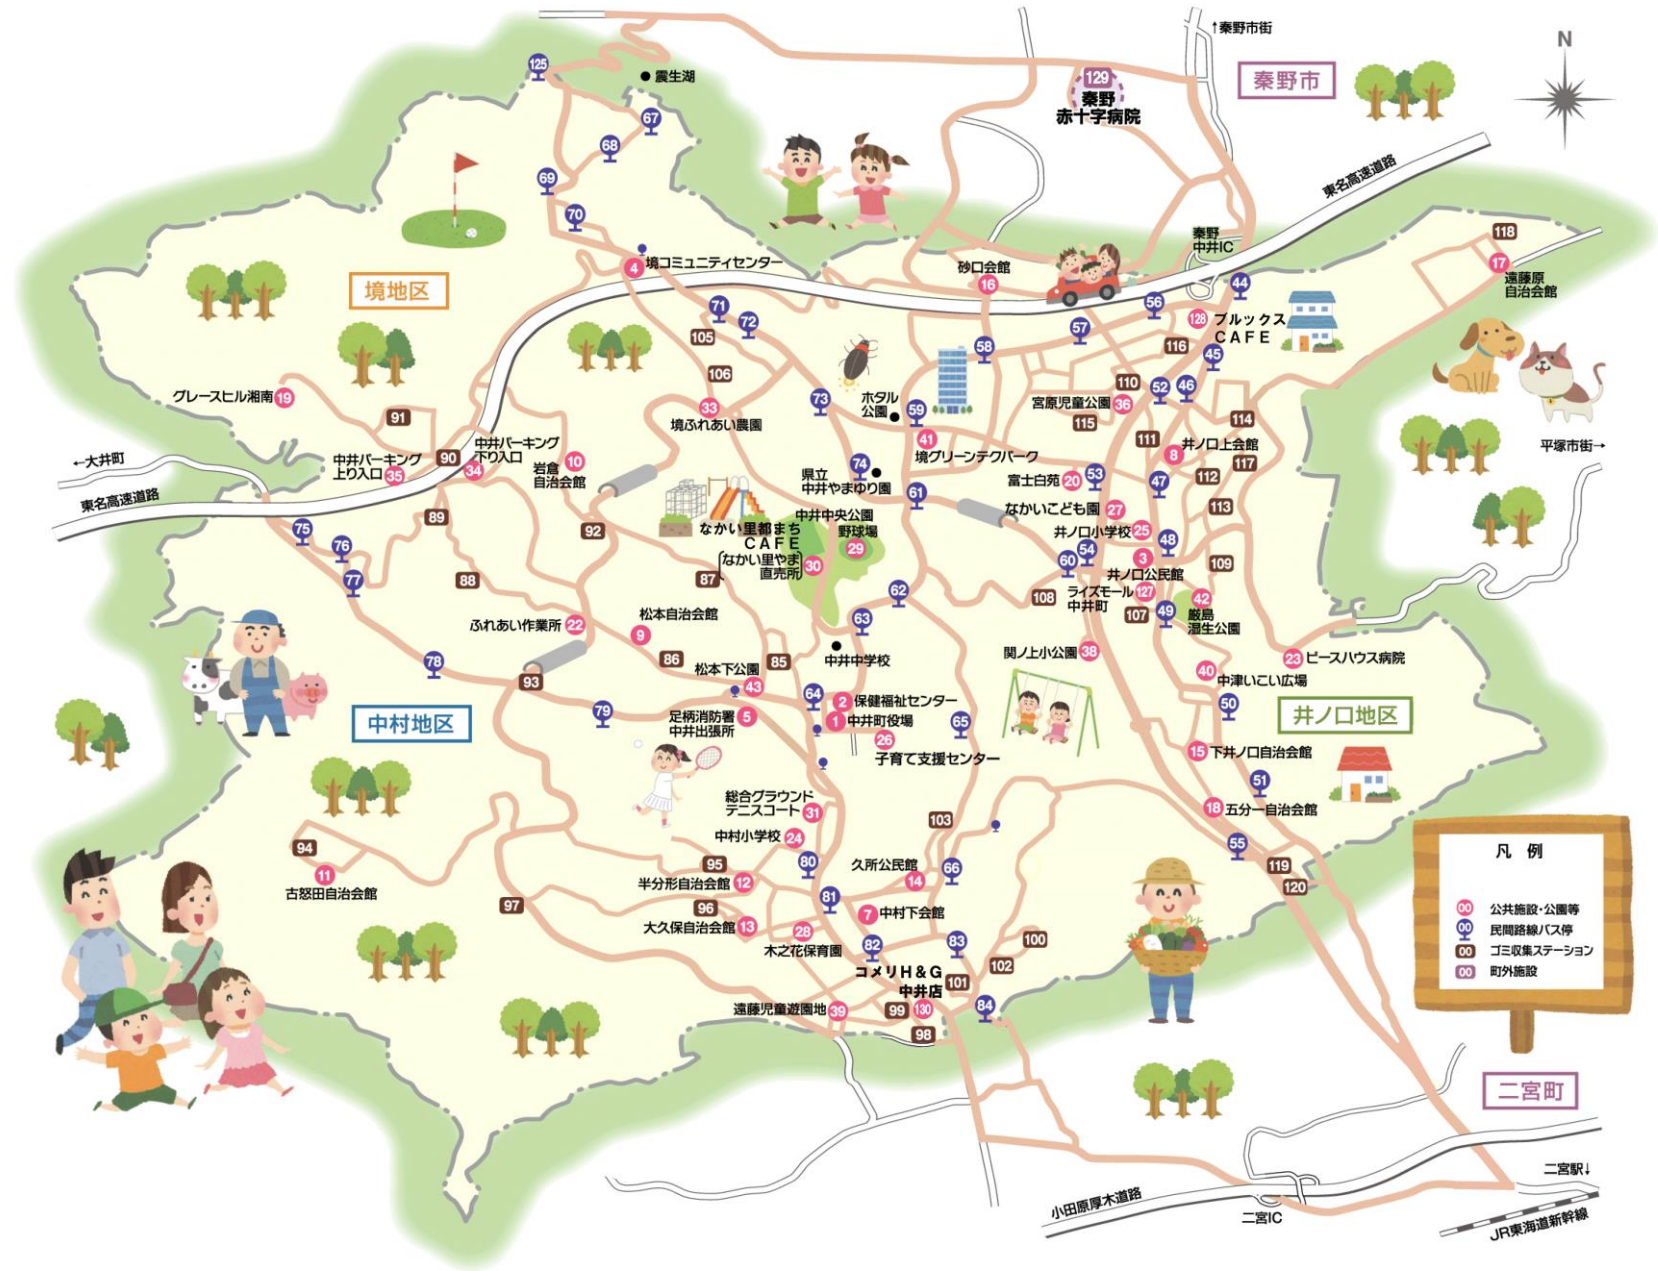 ↑秦野市街
N
125
震生湖
129
秦野
赤十字病院
秦野市
67
68
69
70
東名高速道路
秦野
中井IC
118
17
遠藤原
自治会館
4
境コミュニティセンター
砂口会館
16
44
境地区
71
72
56
57
128
ブルックス
CAFE
105
58
116
45
106
110
52
46
グレースヒル湘南
19
33
境ふれあい農園
73
ホタル
公園
59
宮原児童公園
36
91
41
境グリーンテクパーク
115
114
111
井ノ口上会館
8
平塚市街→
←大井町
90
中井パーキング
上り入口
35
中井パーキング
下り入口
34
岩倉
自治会館
10
県立
中井やまゆり園
74
富士白苑
20
53
117
112
47
東名高速道路
61
89
92
中井中央公園
野球場
29
なかい里都まち
CAFE
なかい里やま
直売所
30
なかいこども園
27
113
井ノ口小学校
25
75
76
77
88
87
60
54
48
3
井ノ口公民館
109
62
ライズモール
中井町
127
108
107
49
42
厳島
湿生公園
ふれあい作業所
22
松本自治会館
9
63
中井中学校
関ノ上小公園
38
23
ピースハウス病院
78
86
85
松本下公園
43
40
中津いこい広場
93
64
2
保健福祉センター
50
中村地区
79
足柄消防署
中井出張所
5
1
中井町役場
65
井ノ口地区
26
子育て支援センター
15
下井ノ口自治会館
51
総合グラウンド
テニスコート
31
18
五分一自治会館
中村小学校
24
103
94
11
古怒田自治会館
95
80
久所公民館
14
66
55
119
120
半分形自治会館
12
97
96
81
7
中村下会館
大久保自治会館
13
28
木之花保育園
82
83
100
コメリH&G
中井店
102
101
遠藤児童遊園地
39
99
130
84
98
凡 例
00
公共施設・公園等
00
民間路線バス停
00
ゴミ収集ステーション
00
町外施設
二宮町
小田原厚木道路
二宮IC
二宮駅↓
JR東海道新幹線